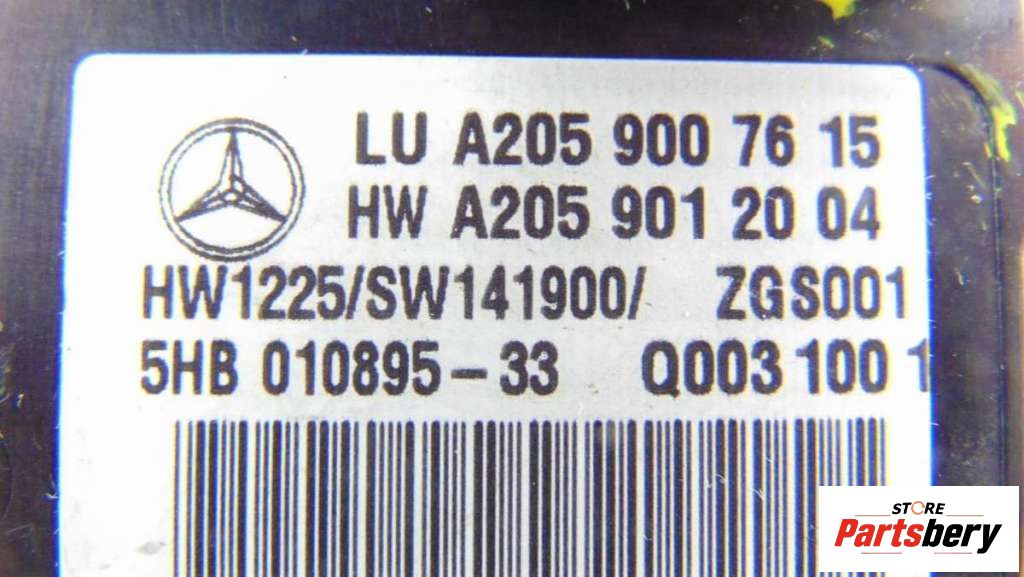 LU A205 900 76 15
HW A205 901 20 04
HW1225/SW141900/ ZGS001
5HB 010895-33 Q003 100 1
STORE
Partsbery